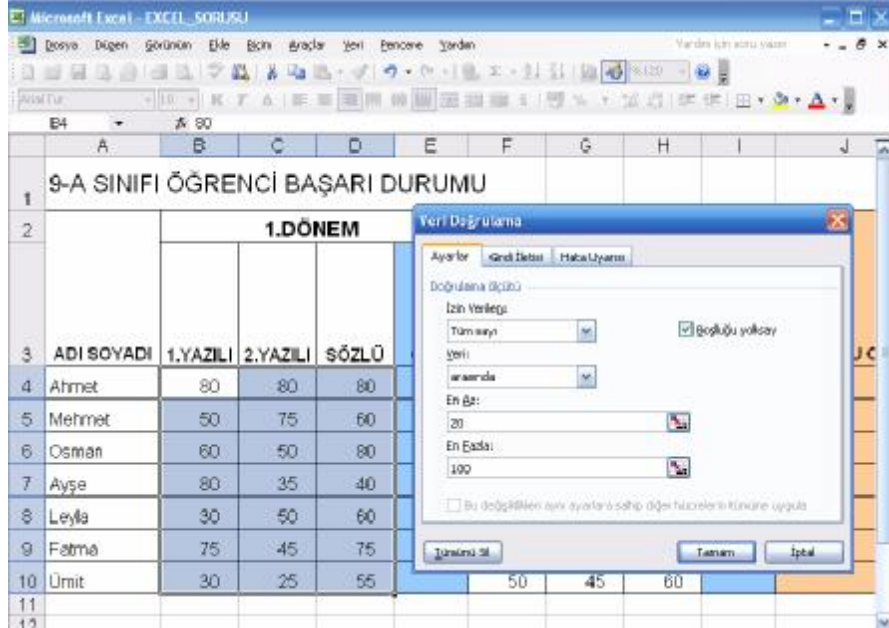 Microsoft Excel - EXCEL_SORUSU
Dosya Düzen Görünüm Ekle Biçim Araçlar Veri Pencere Yardım Yardım için soru yazın
Arial Tur 10 K T A
B4 80
A B C D E F G H I J
1 9-A SINIFI ÖĞRENCİ BAŞARI DURUMU
2 1.DÖNEM
3 ADI SOYADI 1.YAZILI 2.YAZILI SÖZLÜ
4 Ahmet 80 80 80
5 Mehmet 50 75 60
6 Osman 60 50 80
7 Ayşe 80 35 40
8 Leyla 30 50 60
9 Fatma 75 45 75
10 Ümit 30 25 55 50 45 60
11
12
Veri Doğrulama
Ayarlar Girdi İletisi Hata Uyarısı
Doğrulama ölçütü
İzin Verilen:
Tüm sayı
Boşluğu yoksay
Veri:
arasında
En Az:
20
En Fazla:
100
Bu değişiklikleri aynı ayarlara sahip diğer hücrelerin tümüne uygula
Tümünü Sil Tamam İptal